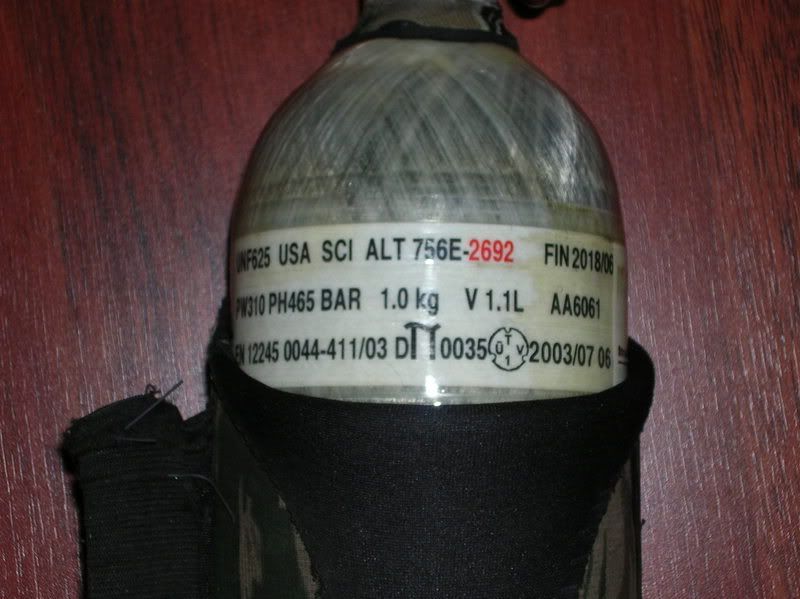 UNF625 USA SCI ALT 756E-2692 FIN 2018/06
PW310 PH465 BAR 1.0 kg V 1.1L AA6061
EN 12245 0044-411/03 D Π 0035 TÜV1 2003/07 06